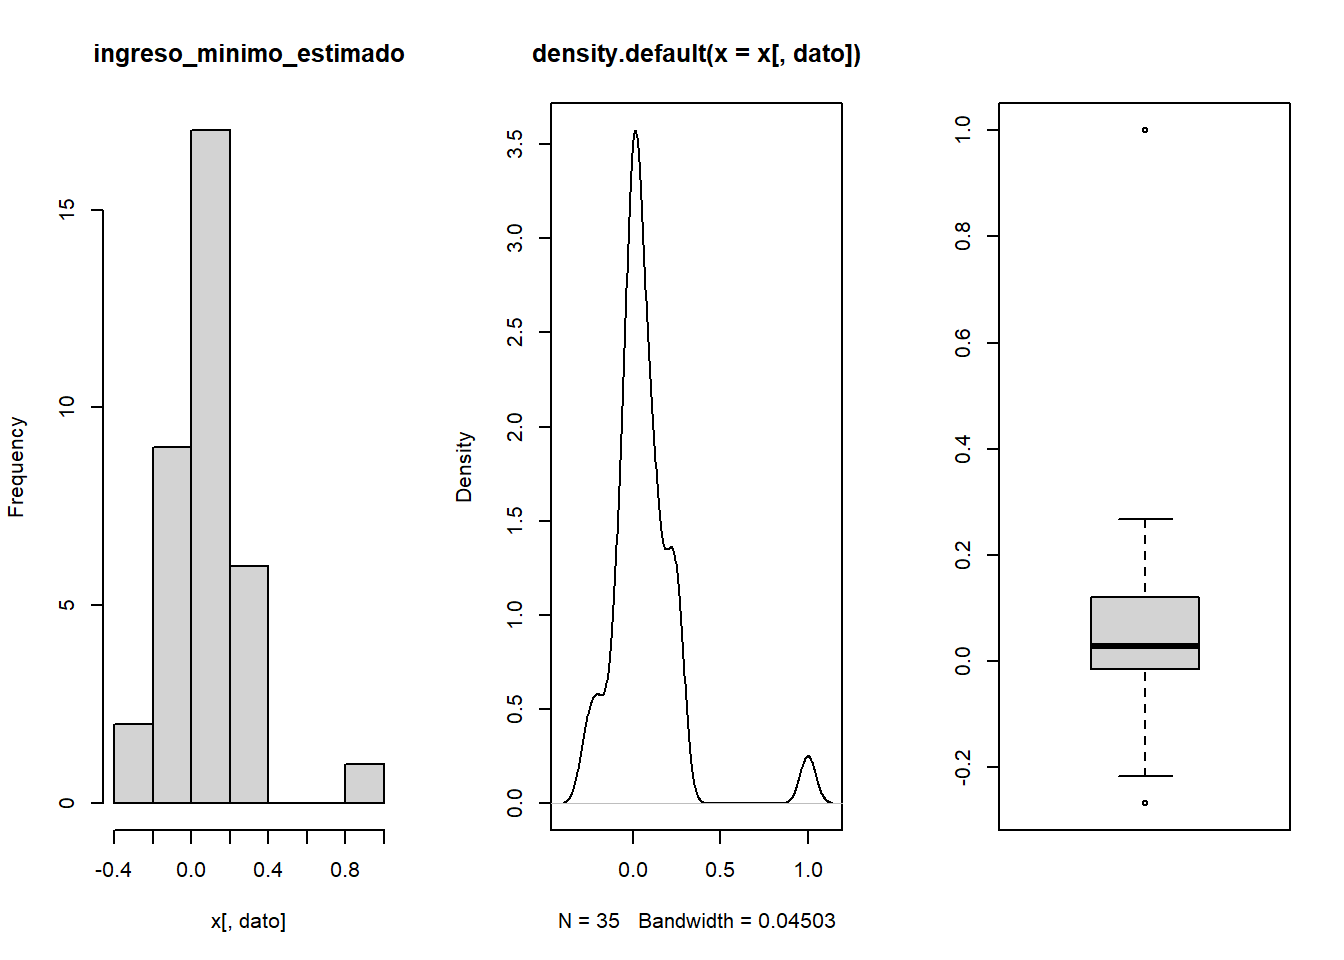 ingreso_minimo_estimado
Frequency
15
10
5
0
-0.4 0.0 0.4 0.8
x[, dato]
density.default(x = x[, dato])
Density
3.5
3.0
2.5
2.0
1.5
1.0
0.5
0.0
0.0 0.5 1.0
N = 35 Bandwidth = 0.04503
1.0
0.8
0.6
0.4
0.2
0.0
-0.2